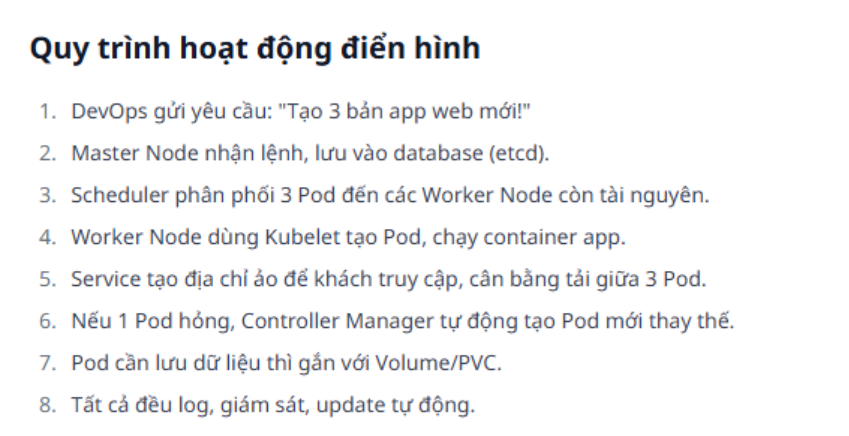 Quy trình hoạt động điển hình
1. DevOps gửi yêu cầu: "Tạo 3 bản app web mới!"
2. Master Node nhận lệnh, lưu vào database (etcd).
3. Scheduler phân phối 3 Pod đến các Worker Node còn tài nguyên.
4. Worker Node dùng Kubelet tạo Pod, chạy container app.
5. Service tạo địa chỉ ảo để khách truy cập, cân bằng tải giữa 3 Pod.
6. Nếu 1 Pod hỏng, Controller Manager tự động tạo Pod mới thay thế.
7. Pod cần lưu dữ liệu thì gắn với Volume/PVC.
8. Tất cả đều log, giám sát, update tự động.